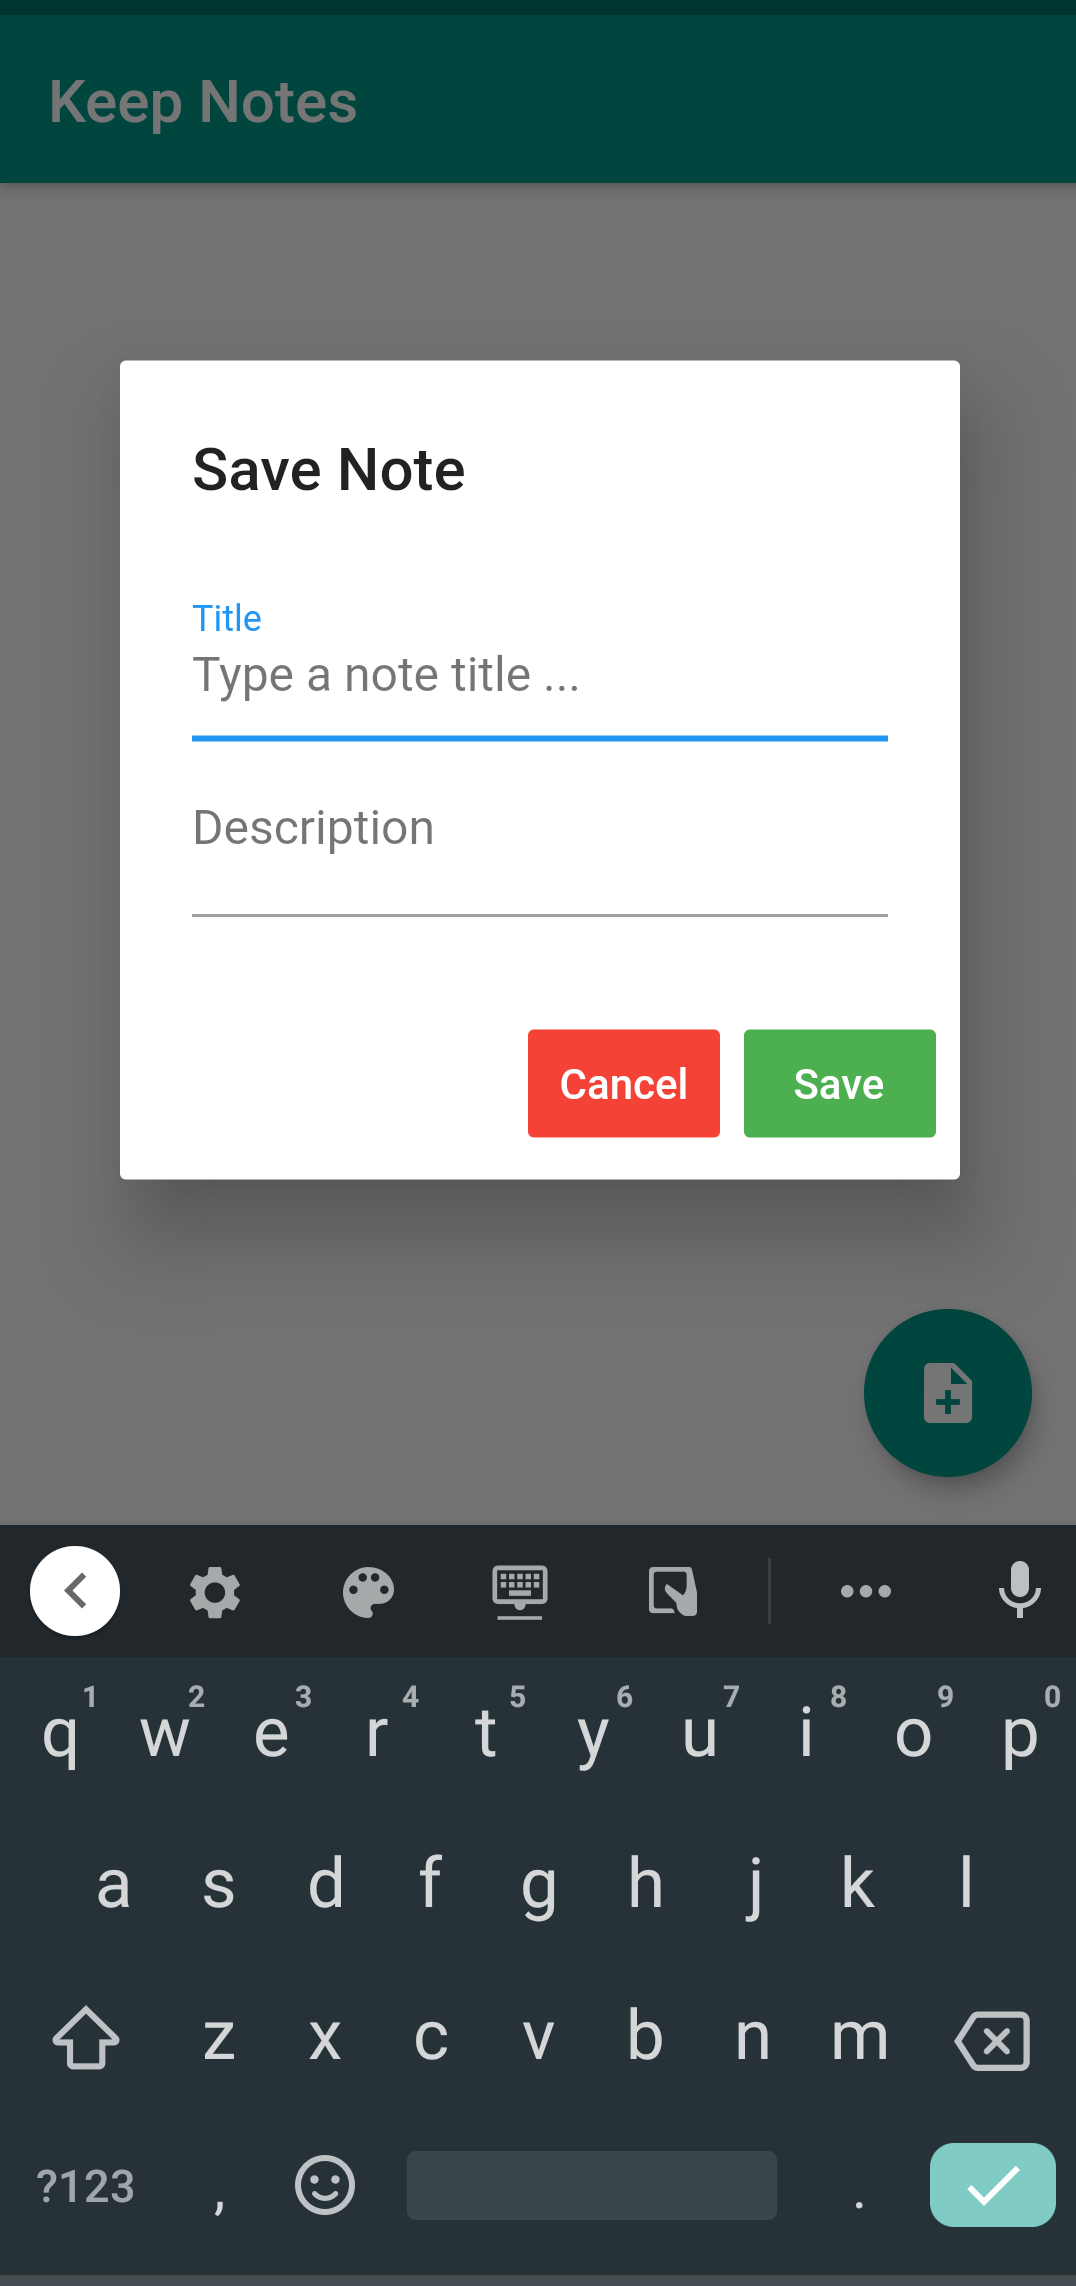 Keep Notes
Save Note
Title
Type a note title ...
Description
Cancel Save
1 2 3 4 5 6 7 8 9 0
q w e r t y u i o p
a s d f g h j k l
z x c v b n m
?123 , .